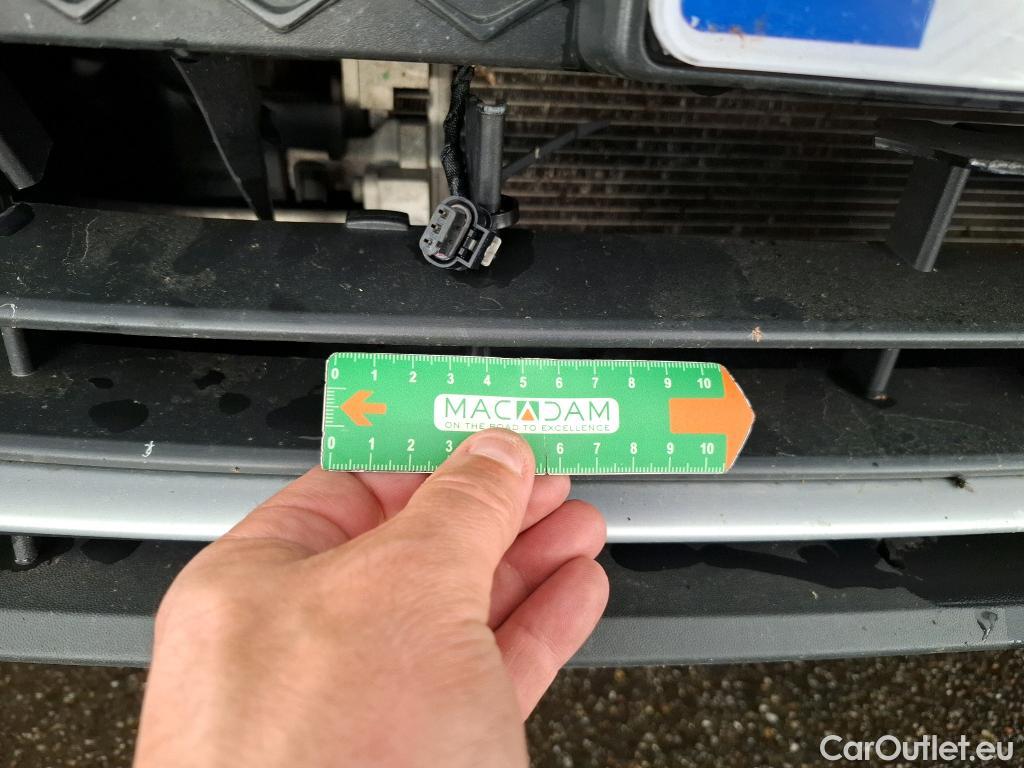 0 1 2 3 4 5 6 7 8 9 10
MACADAM
ON THE ROAD TO EXCELLENCE
0 1 2 3 6 7 8 9 10
CarOutlet.eu